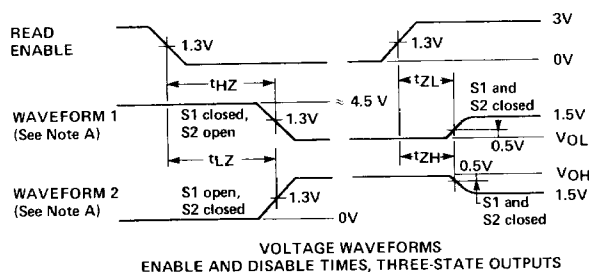 READ
ENABLE
1.3V
1.3V
3V
0V
tHZ
tZL
WAVEFORM 1
(See Note A)
S1 closed,
S2 open
≈ 4.5 V
1.3V
S1 and
S2 closed
1.5V
0.5V
VOL
tLZ
tZH
WAVEFORM 2
(See Note A)
S1 open,
S2 closed
1.3V
0V
0.5V
VOH
1.5V
S1 and
S2 closed
VOLTAGE WAVEFORMS
ENABLE AND DISABLE TIMES, THREE-STATE OUTPUTS